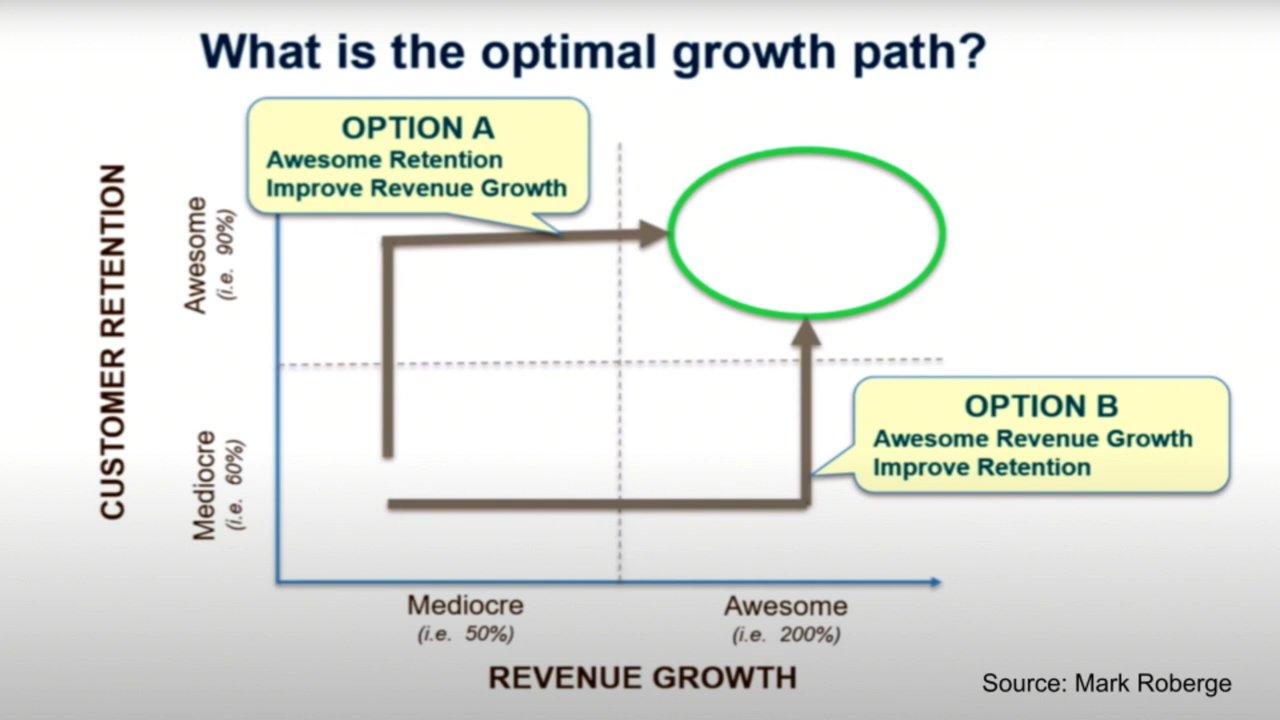 What is the optimal growth path?
OPTION A
Awesome Retention
Improve Revenue Growth
CUSTOMER RETENTION
Awesome
(i.e. 90%)
Mediocre
(i.e. 60%)
OPTION B
Awesome Revenue Growth
Improve Retention
Mediocre
(i.e. 50%)
Awesome
(i.e. 200%)
REVENUE GROWTH
Source: Mark Roberge